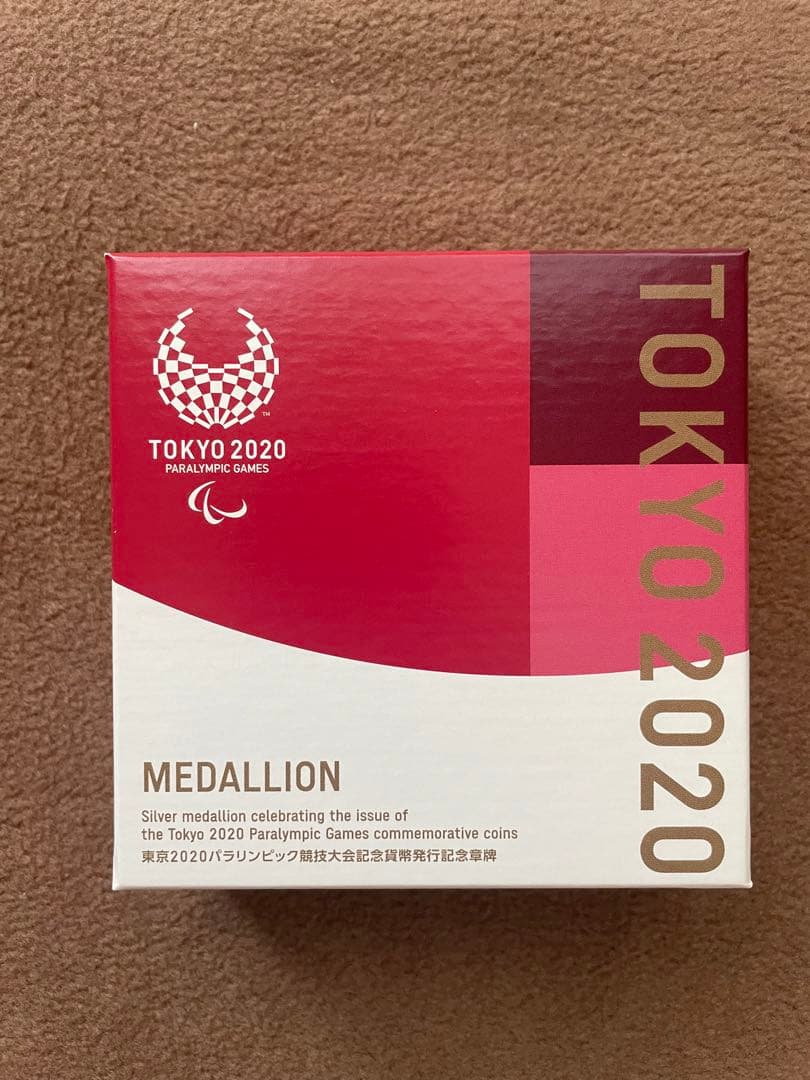 TM
TOKYO 2020
PARALYMPIC GAMES
TOKYO 2020
MEDALLION
Silver medallion celebrating the issue of
the Tokyo 2020 Paralympic Games commemorative coins
東京2020パラリンピック競技大会記念貨幣発行記念章牌